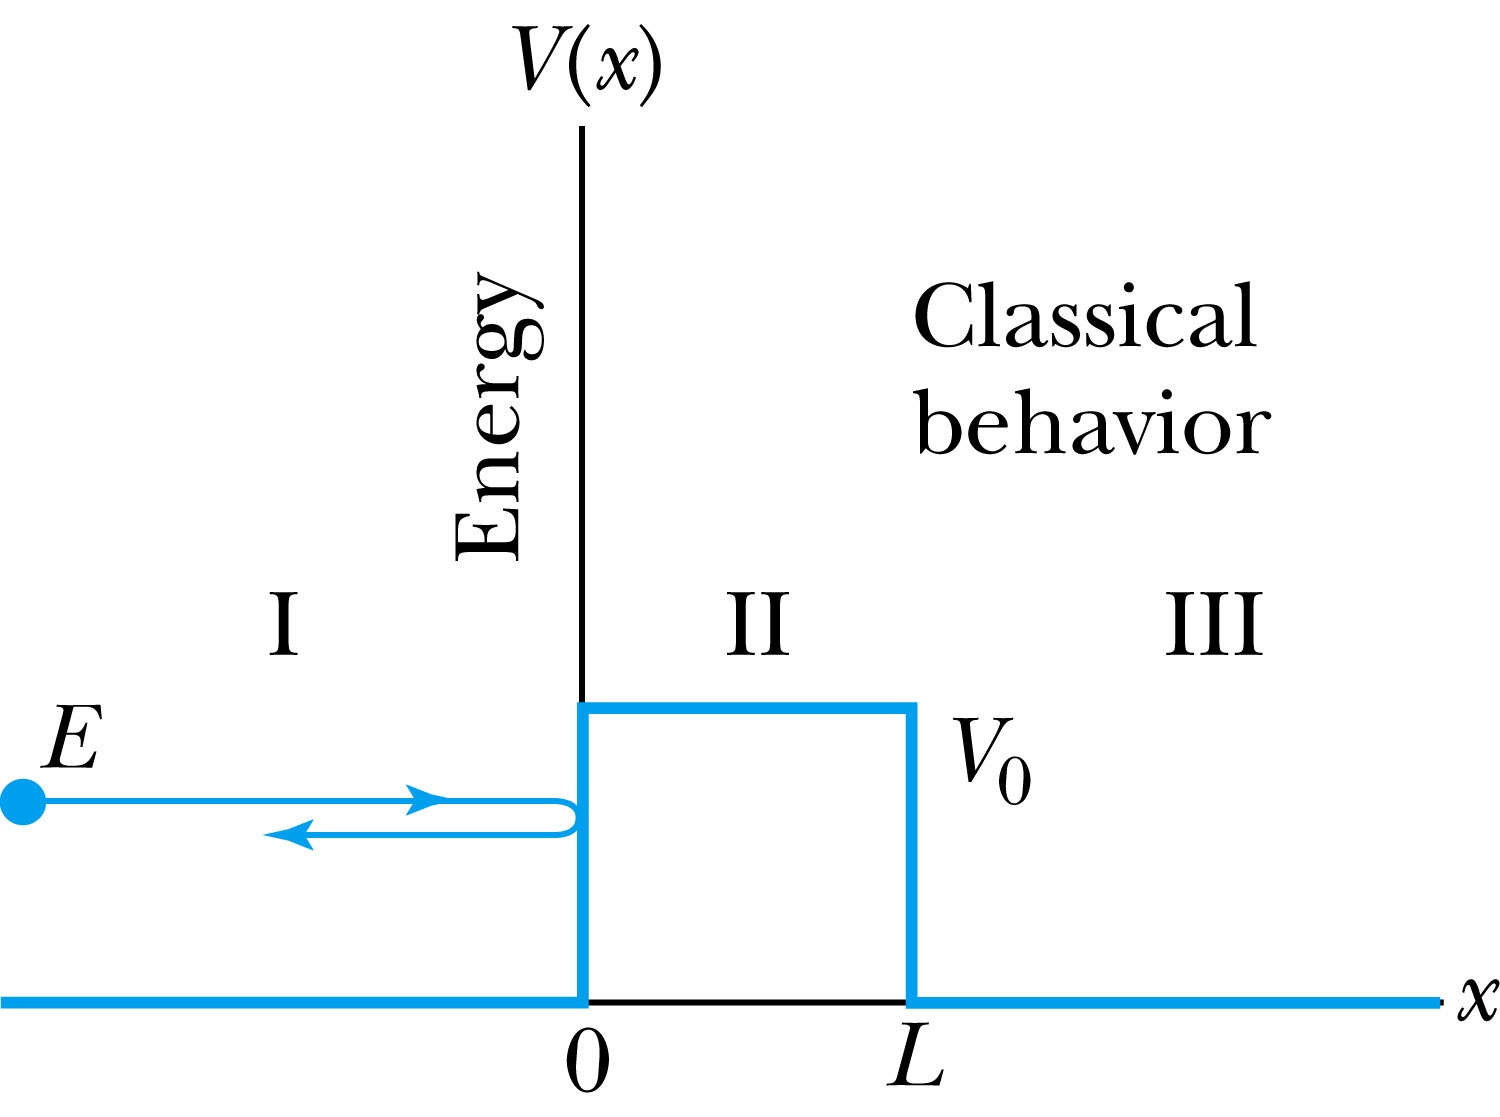 V(x)
Energy
Classical
behavior
I
II
III
E
V₀
x
0
L